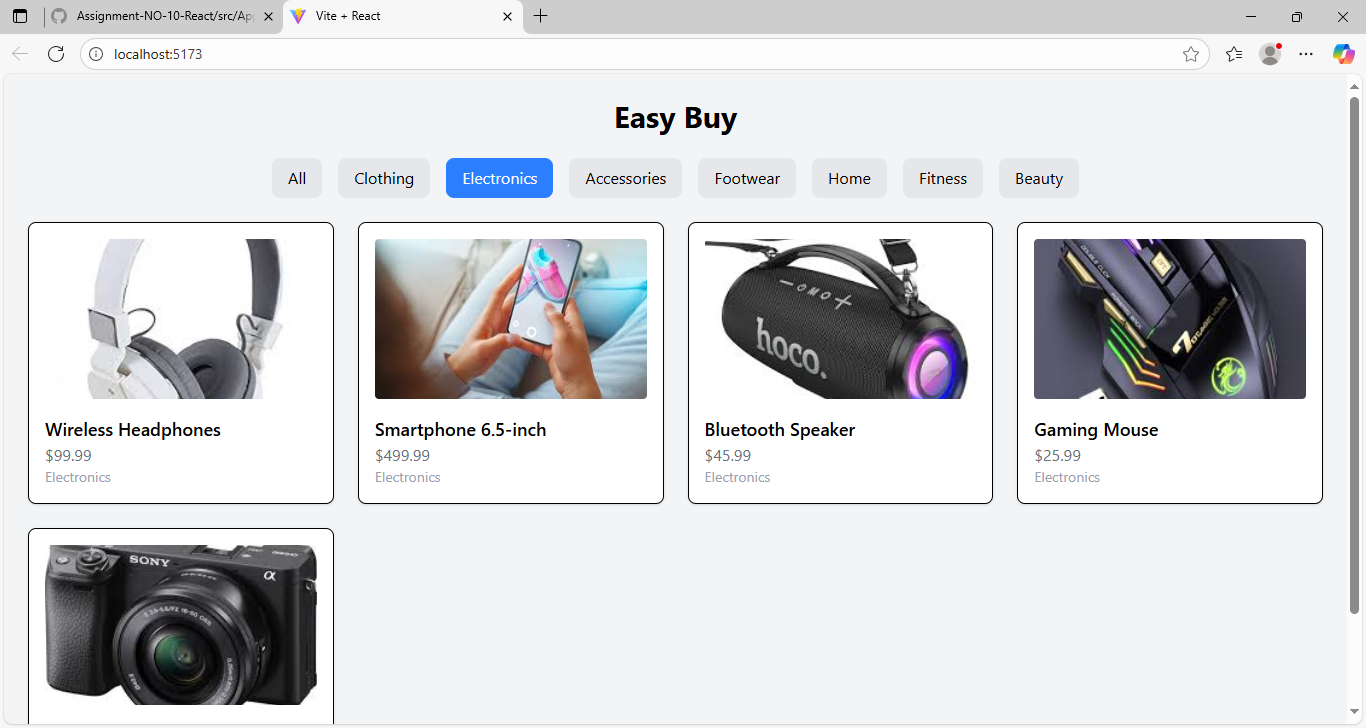 Assignment-NO-10-React/src/Ap
Vite + React
localhost:5173
Easy Buy
All
Clothing
Electronics
Accessories
Footwear
Home
Fitness
Beauty
hoco.
Wireless Headphones
$99.99
Electronics
Smartphone 6.5-inch
$499.99
Electronics
Bluetooth Speaker
$45.99
Electronics
Gaming Mouse
$25.99
Electronics
SONY
α